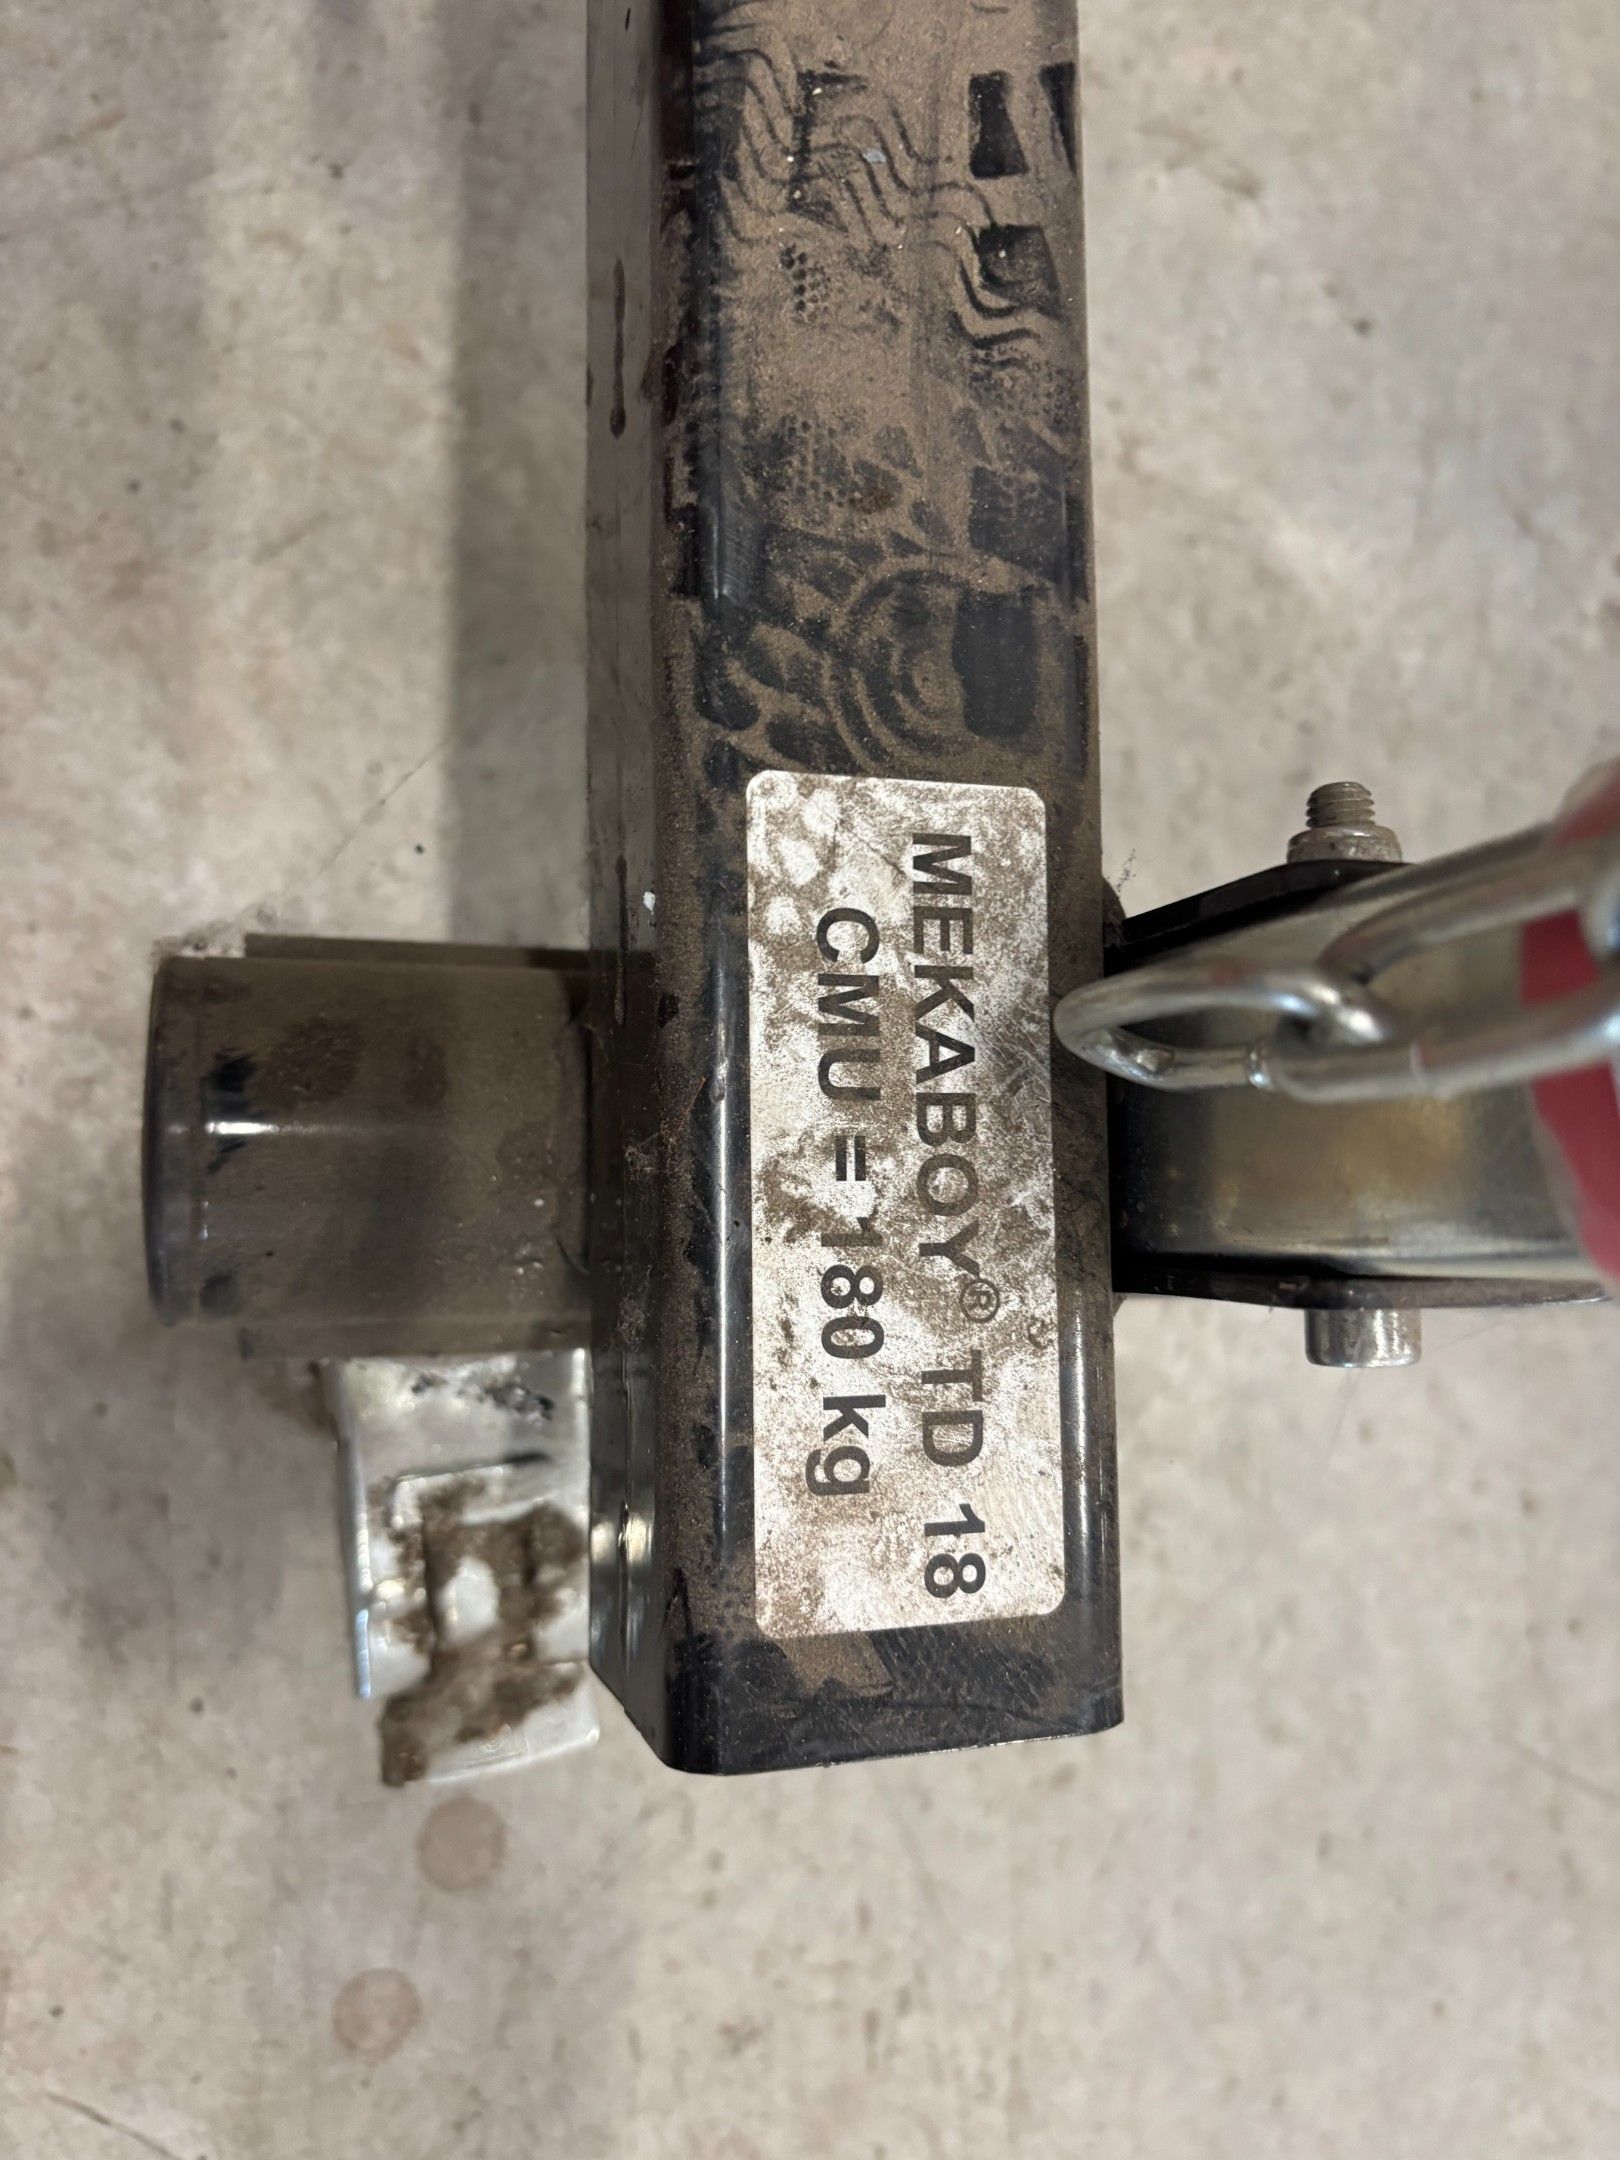 MEKABOY® TD 18
CMU = 180 kg